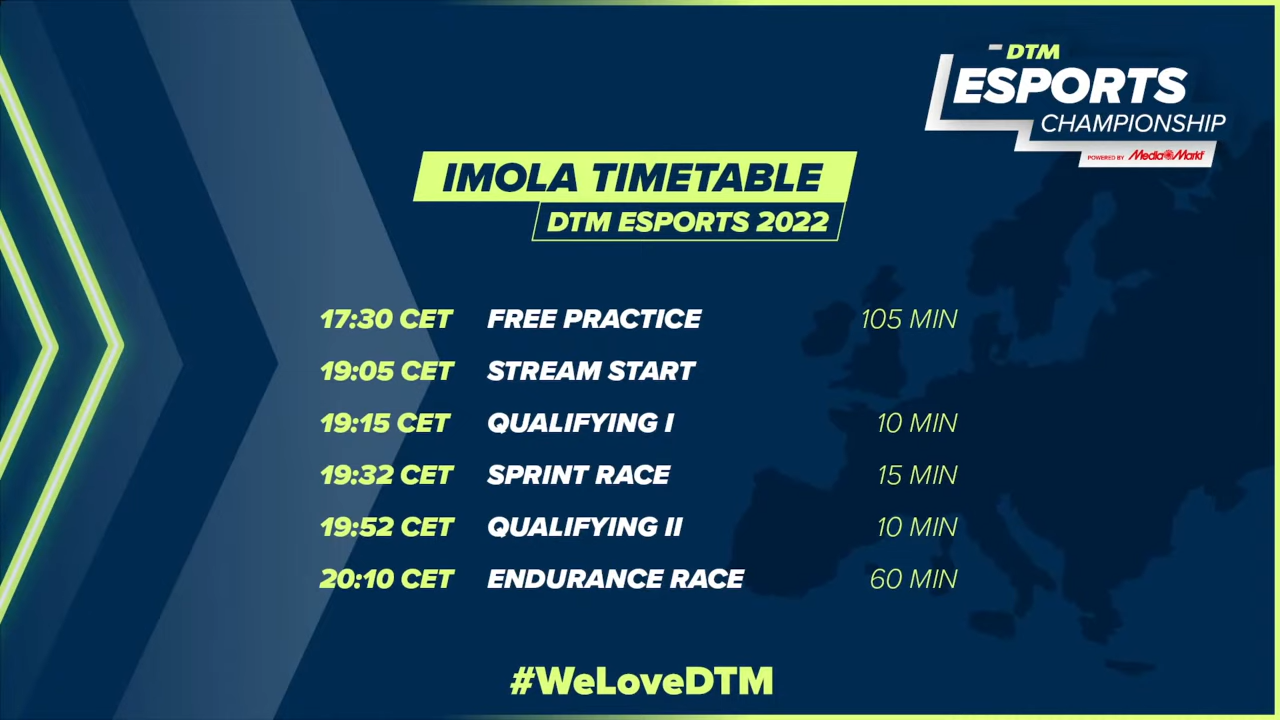 DTM
ESPORTS
CHAMPIONSHIP
POWERED BY MediaMarkt
IMOLA TIMETABLE
DTM ESPORTS 2022
17:30 CET FREE PRACTICE 105 MIN
19:05 CET STREAM START
19:15 CET QUALIFYING I 10 MIN
19:32 CET SPRINT RACE 15 MIN
19:52 CET QUALIFYING II 10 MIN
20:10 CET ENDURANCE RACE 60 MIN
#WeLoveDTM